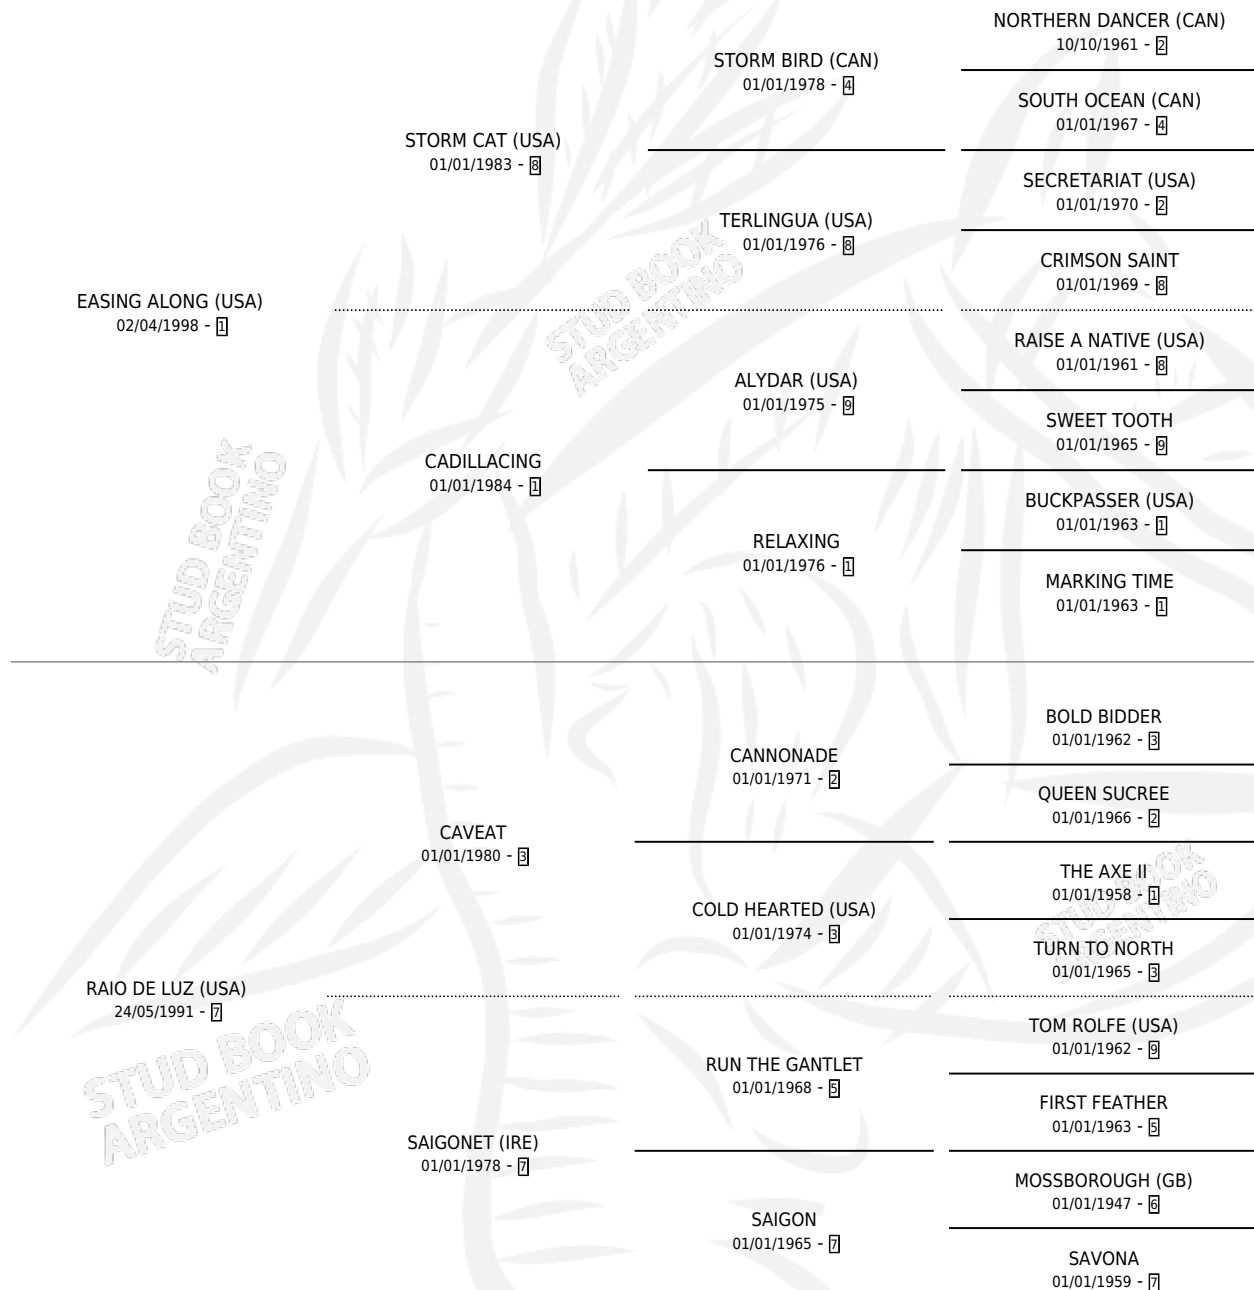 NORTHERN DANCER (CAN)
10/10/1961 - 2
STORM BIRD (CAN)
01/01/1978 - 4
SOUTH OCEAN (CAN)
01/01/1967 - 4
STORM CAT (USA)
01/01/1983 - 8
SECRETARIAT (USA)
01/01/1970 - 2
TERLINGUA (USA)
01/01/1976 - 8
CRIMSON SAINT
01/01/1969 - 8
EASING ALONG (USA)
02/04/1998 - 1
STUD BOOK
ARGENTINO
RAISE A NATIVE (USA)
01/01/1961 - 8
ALYDAR (USA)
01/01/1975 - 9
SWEET TOOTH
01/01/1965 - 9
CADILLACING
01/01/1984 - 1
BUCKPASSER (USA)
01/01/1963 - 1
RELAXING
01/01/1976 - 1
MARKING TIME
01/01/1963 - 1
STUD BOOK
ARGENTINO
BOLD BIDDER
01/01/1962 - 3
CANNONADE
01/01/1971 - 2
QUEEN SUCREE
01/01/1966 - 2
CAVEAT
01/01/1980 - 3
THE AXE II
01/01/1958 - 1
COLD HEARTED (USA)
01/01/1974 - 3
STUD BOOK
ARGENTINO
TURN TO NORTH
01/01/1965 - 3
RAIO DE LUZ (USA)
24/05/1991 - 7
TOM ROLFE (USA)
01/01/1962 - 9
RUN THE GANTLET
01/01/1968 - 5
STUD BOOK
ARGENTINO
FIRST FEATHER
01/01/1963 - 5
SAIGONET (IRE)
01/01/1978 - 7
MOSSBOROUGH (GB)
01/01/1947 - 6
SAIGON
01/01/1965 - 7
SAVONA
01/01/1959 - 7